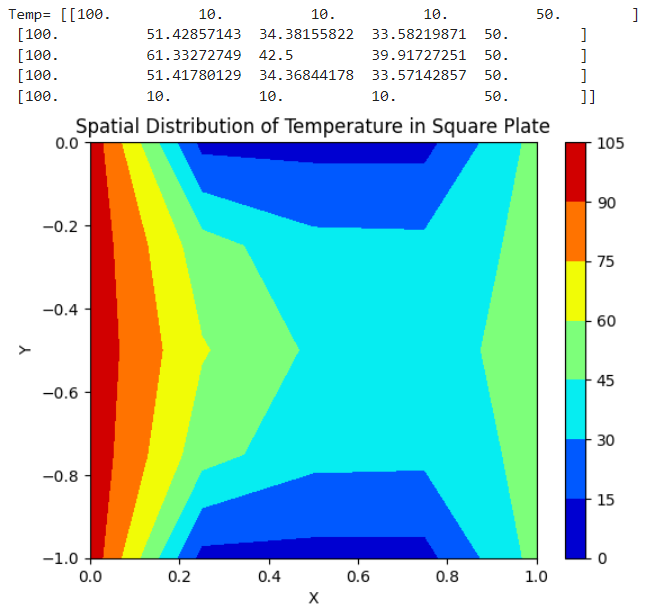 Temp= [[100. 10. 10. 10. 50. ]
[100. 51.42857143 34.38155822 33.58219871 50. ]
[100. 61.33272749 42.5 39.91727251 50. ]
[100. 51.41780129 34.36844178 33.57142857 50. ]
[100. 10. 10. 10. 50. ]]
Spatial Distribution of Temperature in Square Plate
0.0
−0.2
−0.4
−0.6
−0.8
−1.0
Y
0.0 0.2 0.4 0.6 0.8 1.0
X
105
90
75
60
45
30
15
0